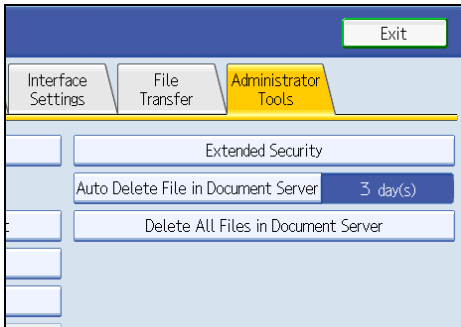 Exit
Interface
Settings
File
Transfer
Administrator
Tools
Extended Security
Auto Delete File in Document Server 3 day(s)
Delete All Files in Document Server